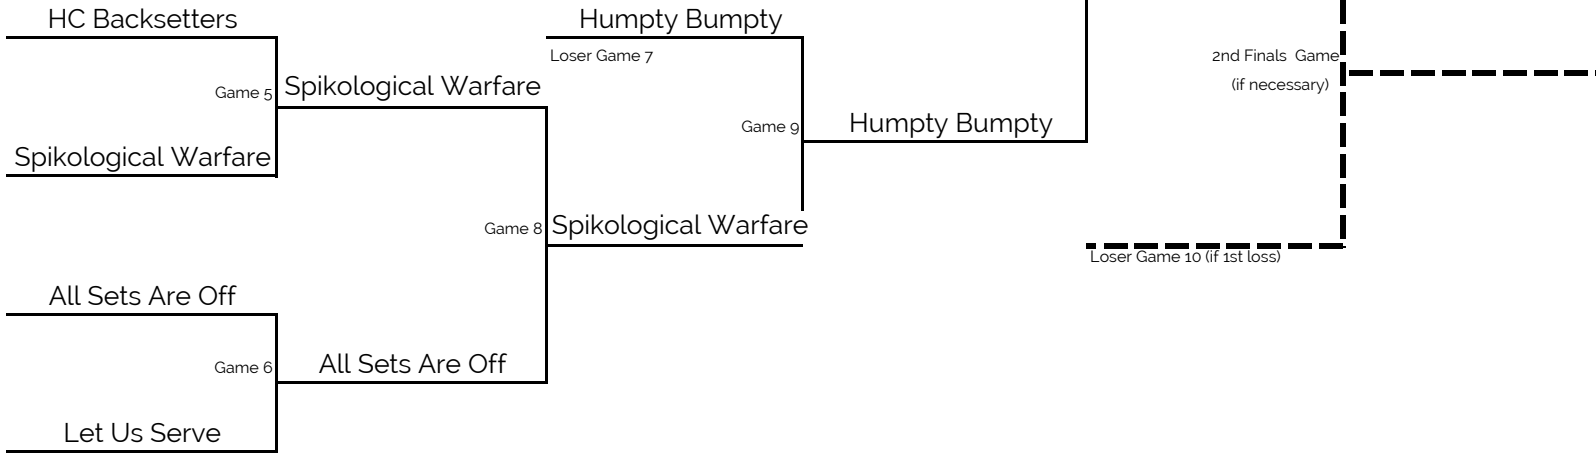 HC Backsetters
Humpty Bumpty
Loser Game 7
2nd Finals Game
(if necessary)
Game 5
Spikological Warfare
Game 9
Humpty Bumpty
Spikological Warfare
Game 8
Spikological Warfare
Loser Game 10 (if 1st loss)
All Sets Are Off
Game 6
All Sets Are Off
Let Us Serve